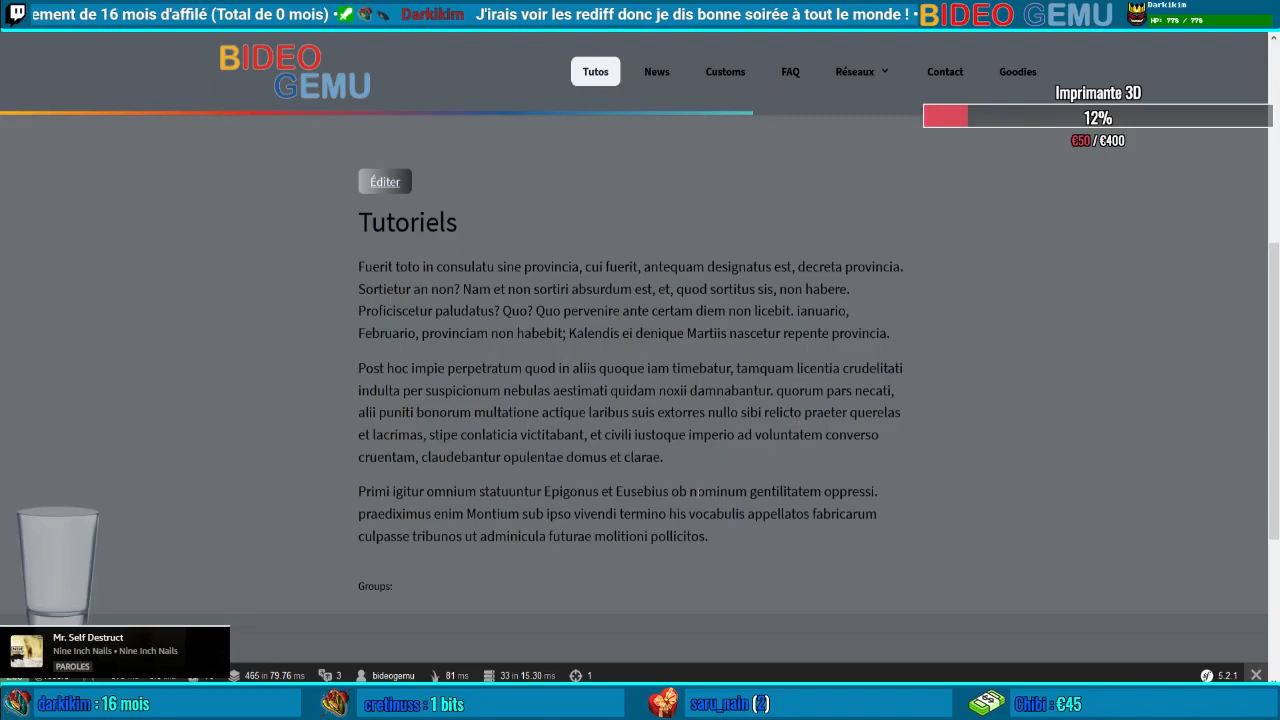 ement de 16 mois d'affilé (Total de 0 mois) • Darkikim J'irais voir les rediff donc je dis bonne soirée à tout le monde ! • BIDEO GEMU
Darkikim
HP: 776 / 776
BIDEO
GEMU
Tutos News Customs FAQ Réseaux Contact Goodies
Imprimante 3D
12%
€50 / €400
Éditer
Tutoriels
Fuerit toto in consulatu sine provincia, cui fuerit, antequam designatus est, decreta provincia.
Sortietur an non? Nam et non sortiri absurdum est, et, quod sortitus sis, non habere.
Proficiscetur paludatus? Quo? Quo pervenire ante certam diem non licebit. ianuario,
Februario, provinciam non habebit; Kalendis ei denique Martiis nascetur repente provincia.
Post hoc impie perpetratum quod in aliis quoque iam timebatur, tamquam licentia crudelitati
indulta per suspicionum nebulas aestimati quidam noxii damnabantur. quorum pars necati,
alii puniti bonorum multatione actique laribus suis extorres nullo sibi relicto praeter querelas
et lacrimas, stipe conlaticia victitabant, et civili iustoque imperio ad voluntatem converso
cruentam, claudebantur opulentae domus et clarae.
Primi igitur omnium statuuntur Epigonus et Eusebius ob nominum gentilitatem oppressi.
praediximus enim Montium sub ipso vivendi termino his vocabulis appellatos fabricarum
culpasse tribunos ut adminicula futurae molitioni pollicitos.
Groups:
Mr. Self Destruct
Nine Inch Nails • Nine Inch Nails
PAROLES
465 in 79.76 ms 3 bideogemu 81 ms 33 in 15.30 ms 1 5.2.1
darkikim : 16 mois cretinuss : 1 bits saru_nain (2) Chibi : €45